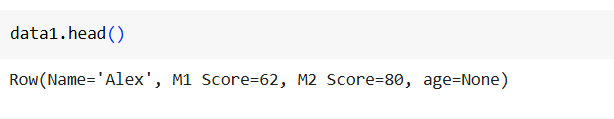 data1.head()
Row(Name='Alex', M1 Score=62, M2 Score=80, age=None)